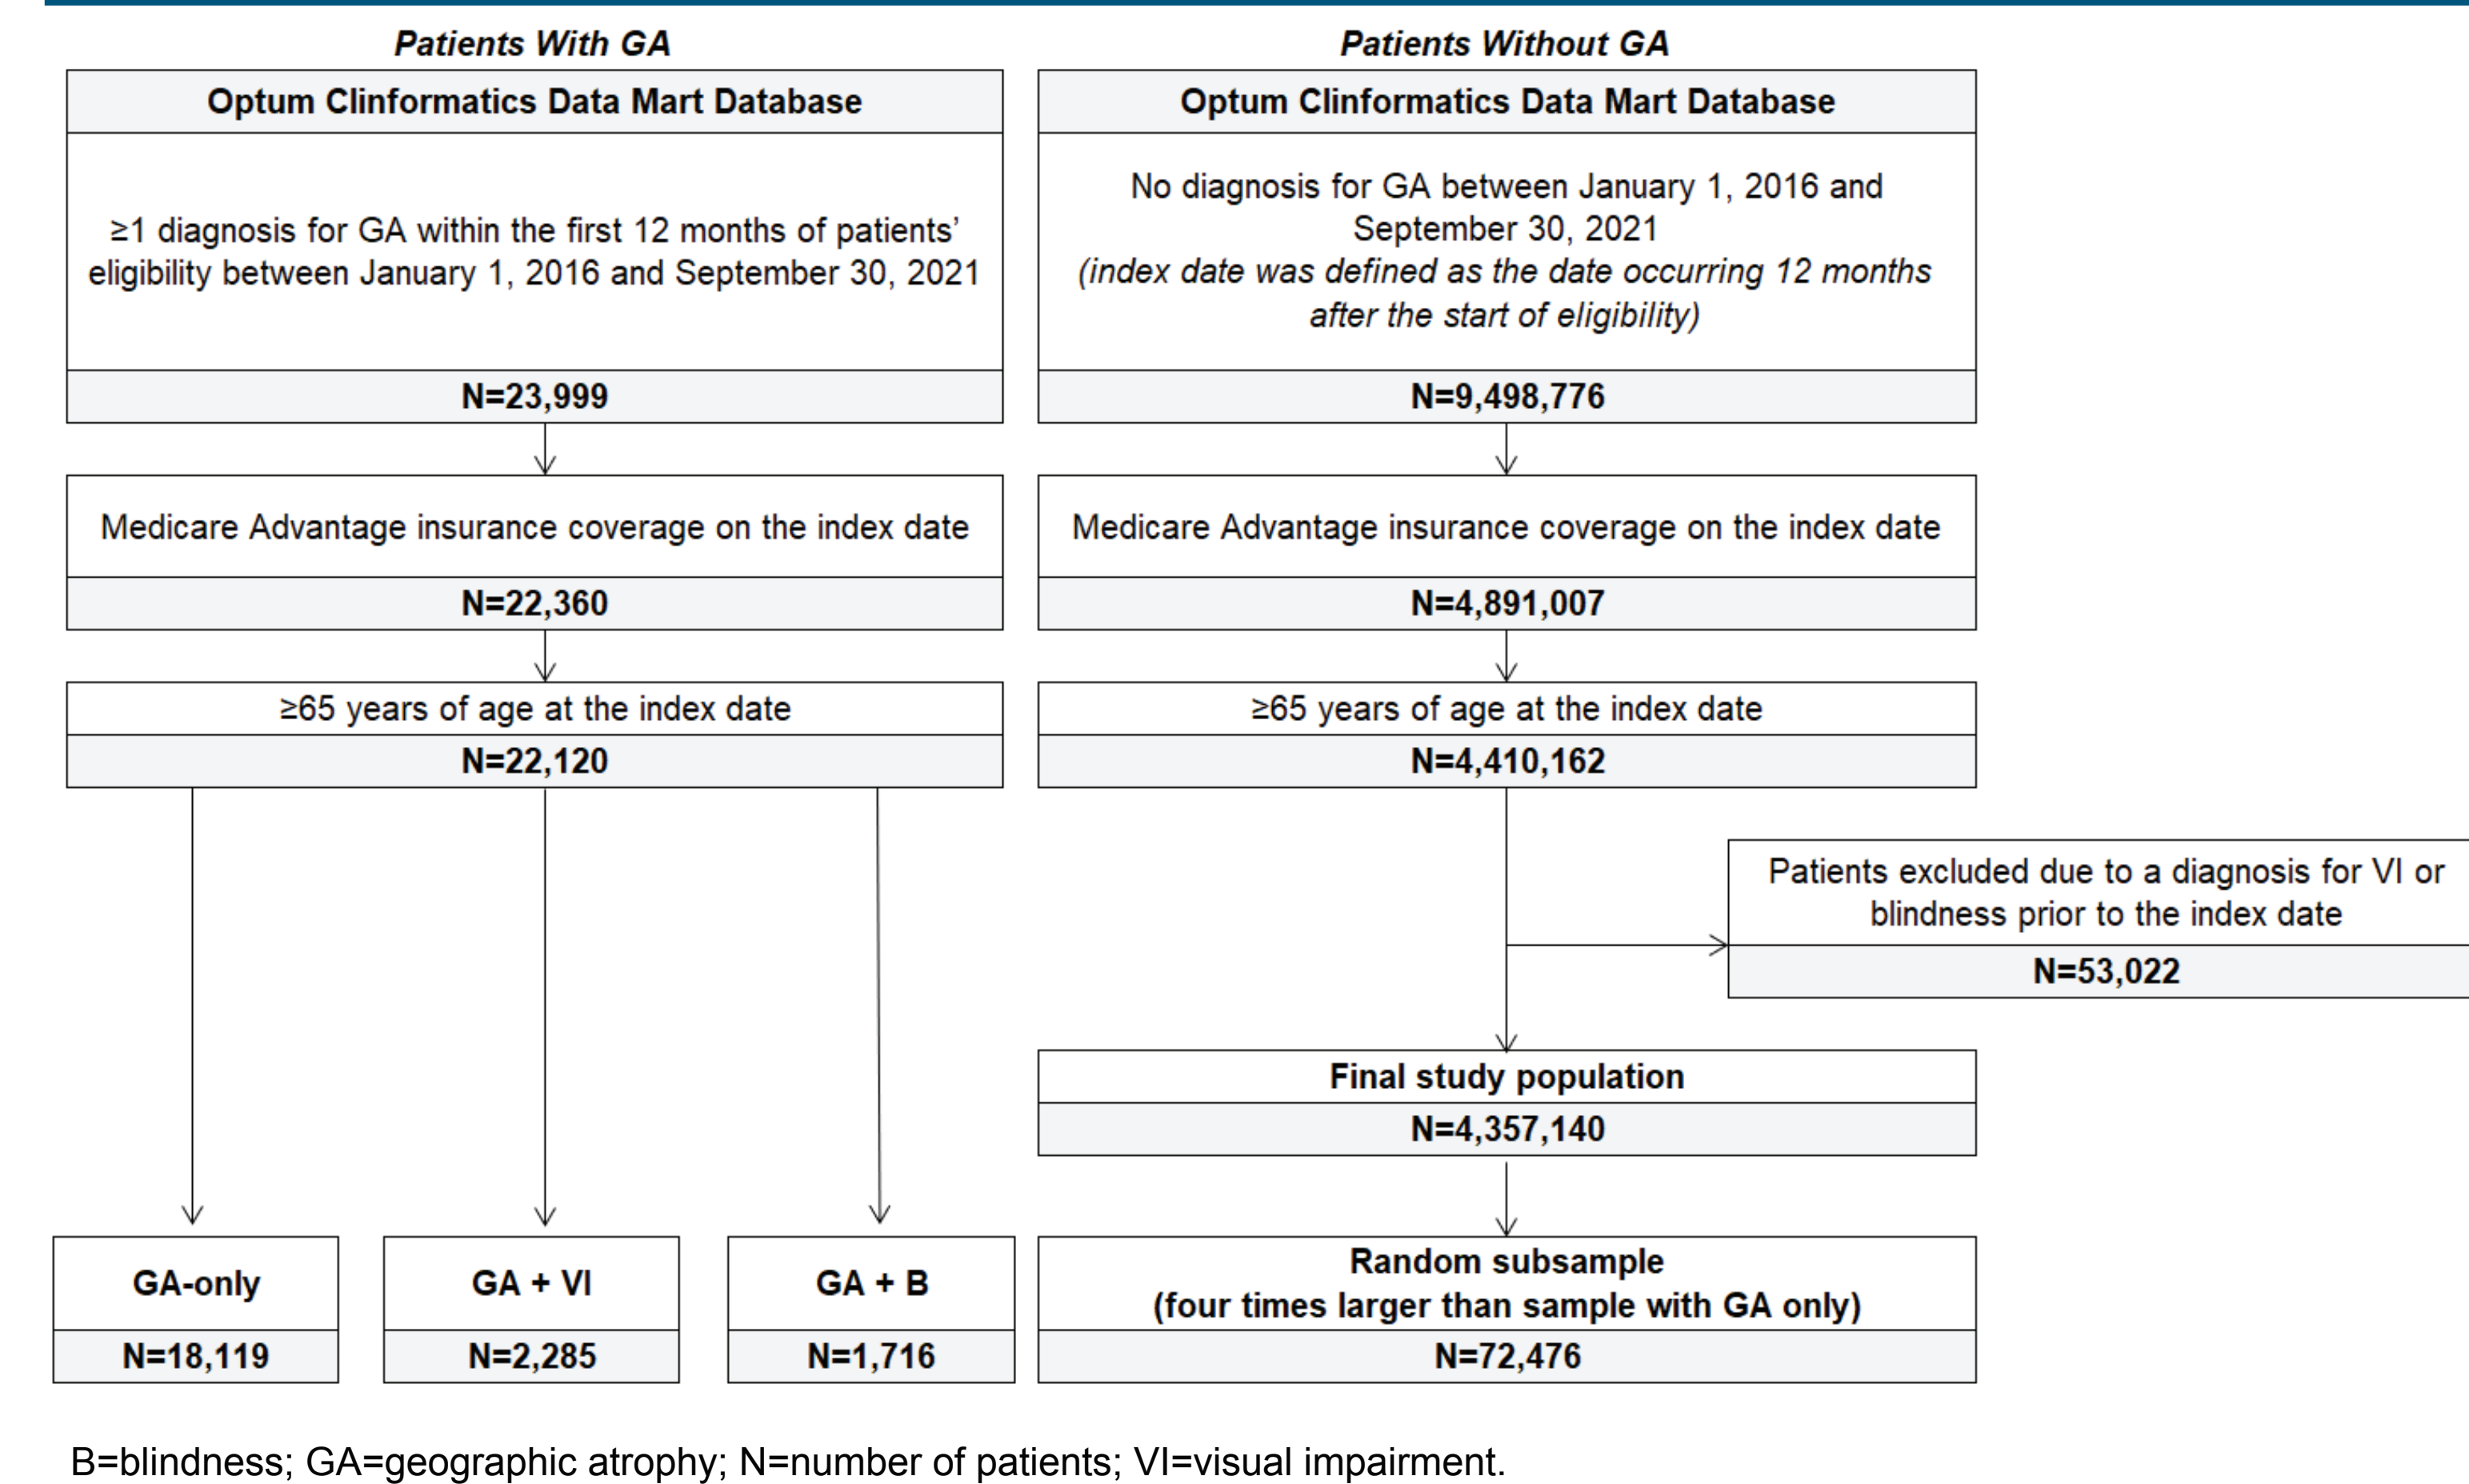 Patients With GA
Optum Clinformatics Data Mart Database
≥1 diagnosis for GA within the first 12 months of patients’
eligibility between January 1, 2016 and September 30, 2021
N=23,999
Medicare Advantage insurance coverage on the index date
N=22,360
≥65 years of age at the index date
N=22,120
GA-only
N=18,119
GA + VI
N=2,285
GA + B
N=1,716
Patients Without GA
Optum Clinformatics Data Mart Database
No diagnosis for GA between January 1, 2016 and
September 30, 2021
(index date was defined as the date occurring 12 months
after the start of eligibility)
N=9,498,776
Medicare Advantage insurance coverage on the index date
N=4,891,007
≥65 years of age at the index date
N=4,410,162
Patients excluded due to a diagnosis for VI or
blindness prior to the index date
N=53,022
Final study population
N=4,357,140
Random subsample
(four times larger than sample with GA only)
N=72,476
B=blindness; GA=geographic atrophy; N=number of patients; VI=visual impairment.